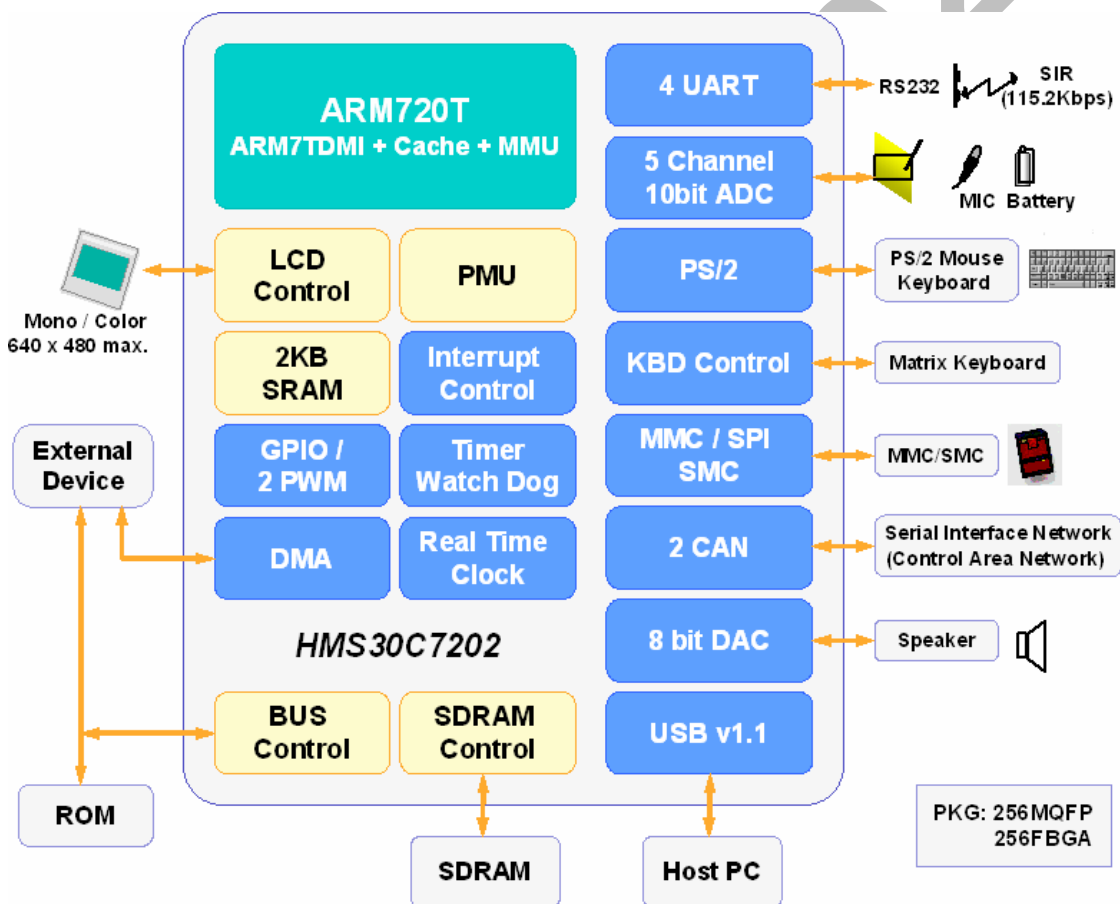 ARM720T
ARM7TDMI + Cache + MMU
4 UART
RS232
SIR
(115.2Kbps)
5 Channel
10bit ADC
MIC Battery
LCD
Control
PMU
PS/2
PS/2 Mouse
Keyboard
Mono / Color
640 x 480 max.
2KB
SRAM
Interrupt
Control
KBD Control
Matrix Keyboard
External
Device
GPIO /
2 PWM
Timer
Watch Dog
MMC / SPI
SMC
MMC/SMC
DMA
Real Time
Clock
2 CAN
Serial Interface Network
(Control Area Network)
HMS30C7202
8 bit DAC
Speaker
BUS
Control
SDRAM
Control
USB v1.1
ROM
SDRAM
Host PC
PKG: 256MQFP
256FBGA